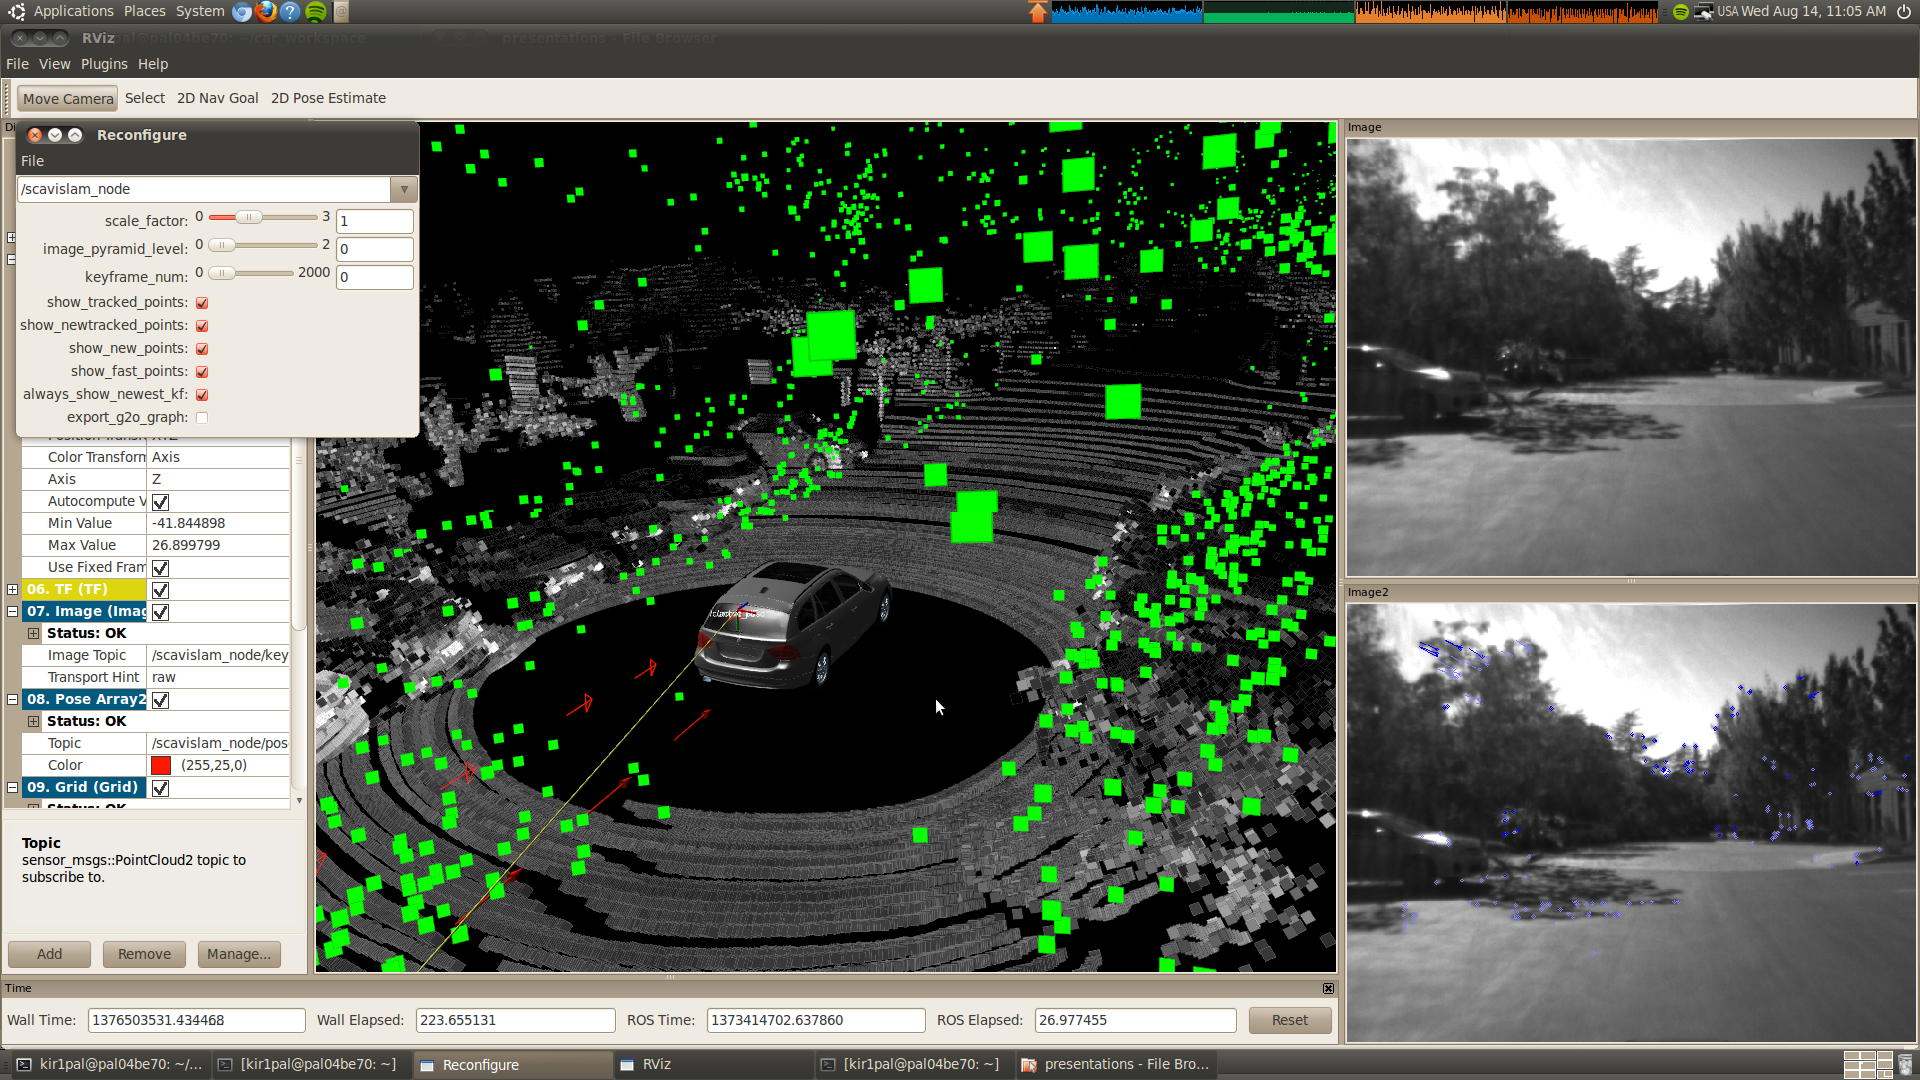 Applications Places System
USA Wed Aug 14, 11:05 AM
RViz
presentations - File Browser
File View Plugins Help
Move Camera Select 2D Nav Goal 2D Pose Estimate
Reconfigure
File
/scavislam_node
scale_factor: 0 3 1
image_pyramid_level: 0 2 0
keyframe_num: 0 2000 0
show_tracked_points:
show_newtracked_points:
show_new_points:
show_fast_points:
always_show_newest_kf:
export_g2o_graph:
Color Transform Axis
Axis Z
Autocompute V
Min Value -41.844898
Max Value 26.899799
Use Fixed Fram
06. TF (TF)
07. Image (Imag
Status: OK
Image Topic /scavislam_node/key
Transport Hint raw
08. Pose Array2
Status: OK
Topic /scavislam_node/pos
Color (255,25,0)
09. Grid (Grid)
Status: OK
Topic
sensor_msgs::PointCloud2 topic to
subscribe to.
Add Remove Manage...
Image
Image2
Time
Wall Time: 1376503531.434468 Wall Elapsed: 223.655131 ROS Time: 1373414702.637860 ROS Elapsed: 26.977455 Reset
kir1pal@pal04be70: ~/... [kir1pal@pal04be70: ~] Reconfigure RViz [kir1pal@pal04be70: ~] presentations - File Bro...